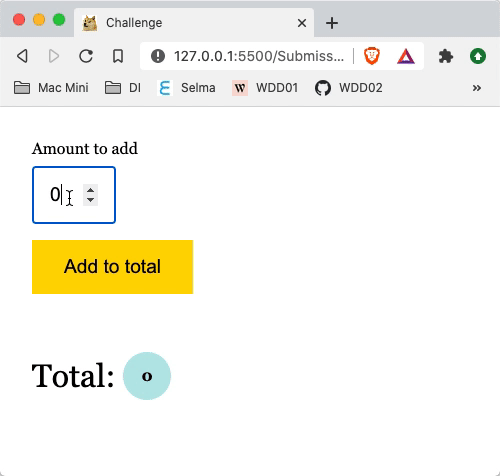 Challenge
127.0.0.1:5500/Submiss...
Mac Mini DI Selma W WDD01 WDD02 »
Amount to add
0
Add to total
Total: 0